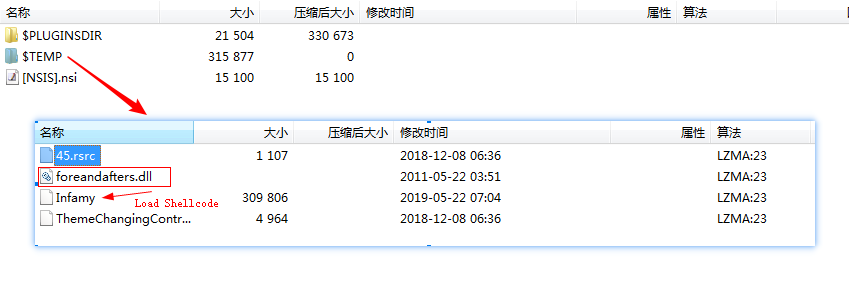 名称 大小 压缩后大小 修改时间 属性 算法
$PLUGINSDIR 21 504 330 673
$TEMP 315 877 0
[NSIS].nsi 15 100 15 100
名称 大小 压缩后大小 修改时间 属性 算法
45.rsrc 1 107 2018-12-08 06:36 LZMA:23
foreandafters.dll 2011-05-22 03:51 LZMA:23
Infamy 309 806 2019-05-22 07:04 LZMA:23
Load Shellcode
ThemeChangingContr... 4 964 2018-12-08 06:36 LZMA:23